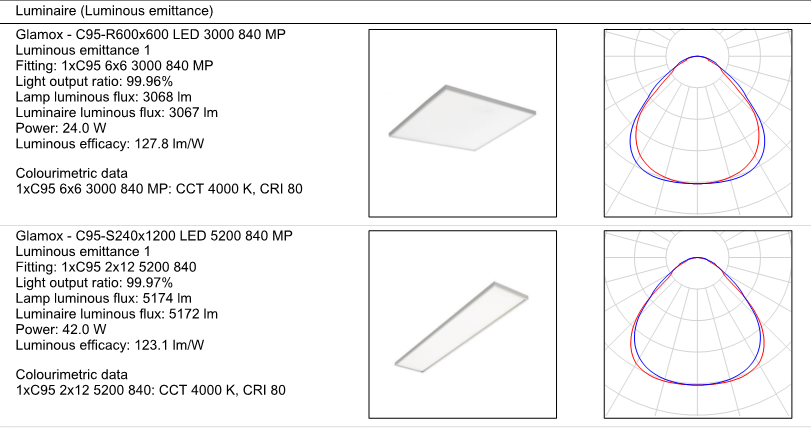 Luminaire (Luminous emittance)
Glamox - C95-R600x600 LED 3000 840 MP
Luminous emittance 1
Fitting: 1xC95 6x6 3000 840 MP
Light output ratio: 99.96%
Lamp luminous flux: 3068 lm
Luminaire luminous flux: 3067 lm
Power: 24.0 W
Luminous efficacy: 127.8 lm/W
Colourimetric data
1xC95 6x6 3000 840 MP: CCT 4000 K, CRI 80
Glamox - C95-S240x1200 LED 5200 840 MP
Luminous emittance 1
Fitting: 1xC95 2x12 5200 840
Light output ratio: 99.97%
Lamp luminous flux: 5174 lm
Luminaire luminous flux: 5172 lm
Power: 42.0 W
Luminous efficacy: 123.1 lm/W
Colourimetric data
1xC95 2x12 5200 840: CCT 4000 K, CRI 80